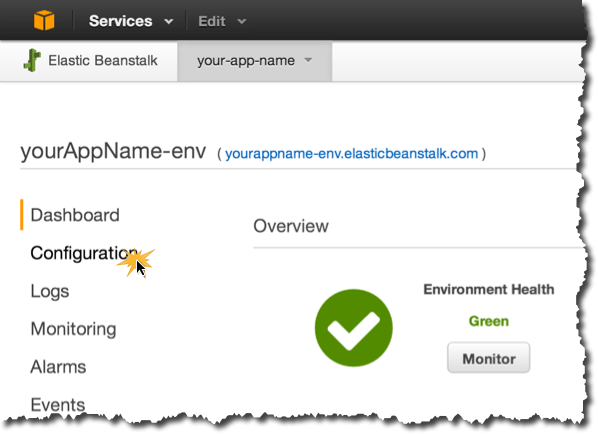 Services Edit
Elastic Beanstalk your-app-name
yourAppName-env ( yourappname-env.elasticbeanstalk.com )
Dashboard
Configuration
Logs
Monitoring
Alarms
Events
Overview
Environment Health
Green
Monitor